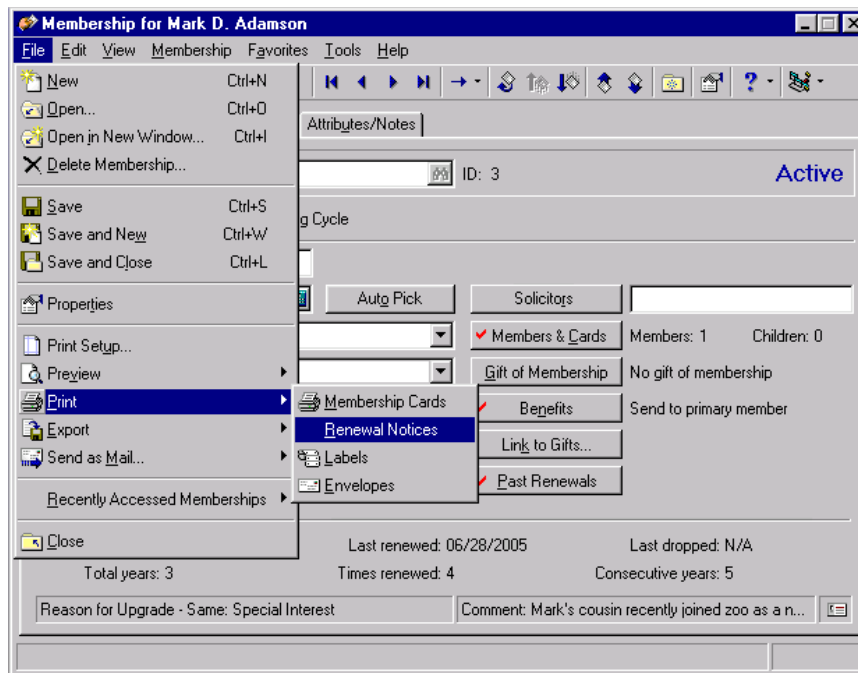 Membership for Mark D. Adamson
File Edit View Membership Favorites Tools Help
New Ctrl+N
Open... Ctrl+O
Open in New Window... Ctrl+I
Delete Membership...
Save Ctrl+S
Save and New Ctrl+W
Save and Close Ctrl+L
Properties
Print Setup...
Preview
Print
Export
Send as Mail...
Recently Accessed Memberships
Close
Membership Cards
Renewal Notices
Labels
Envelopes
Attributes/Notes
ID: 3 Active
g Cycle
Auto Pick Solicitors
Members & Cards Members: 1 Children: 0
Gift of Membership No gift of membership
Benefits Send to primary member
Link to Gifts...
Past Renewals
Last renewed: 06/28/2005 Last dropped: N/A
Total years: 3 Times renewed: 4 Consecutive years: 5
Reason for Upgrade - Same: Special Interest Comment: Mark's cousin recently joined zoo as a n...